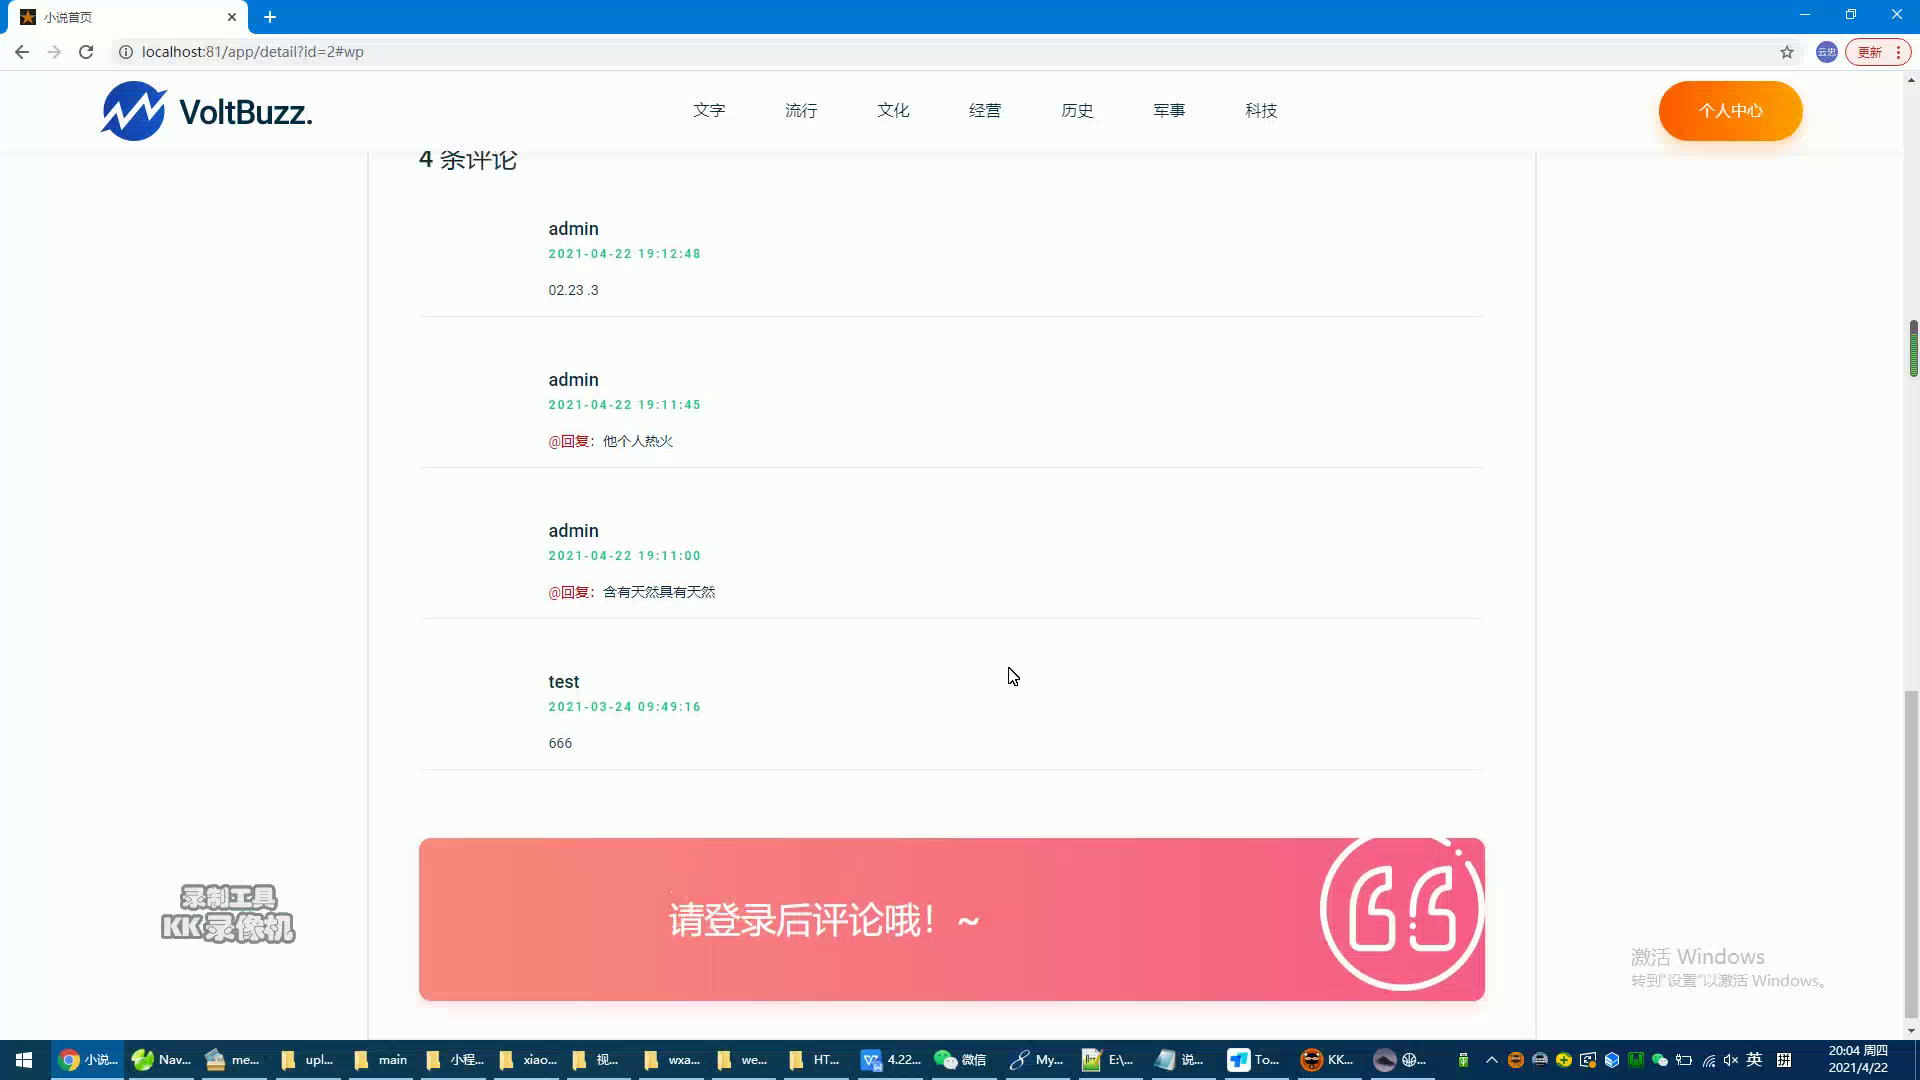 小说首页
localhost:81/app/detail?id=2#wp
云忠
更新
VoltBuzz.
文字
流行
文化
经营
历史
军事
科技
个人中心
4 条评论
admin
2021-04-22 19:12:48
02.23 .3
admin
2021-04-22 19:11:45
@回复：他个人热火
admin
2021-04-22 19:11:00
@回复：含有天然具有天然
test
2021-03-24 09:49:16
666
请登录后评论哦！~
录制工具
KK录像机
激活 Windows
转到"设置"以激活 Windows。
小说...
Nav...
me...
upl...
main
小程...
xiao...
视...
wxa...
we...
HT...
4.22...
微信
My...
E:\...
说...
To...
KK...
英
拼
20:04 周四
2021/4/22